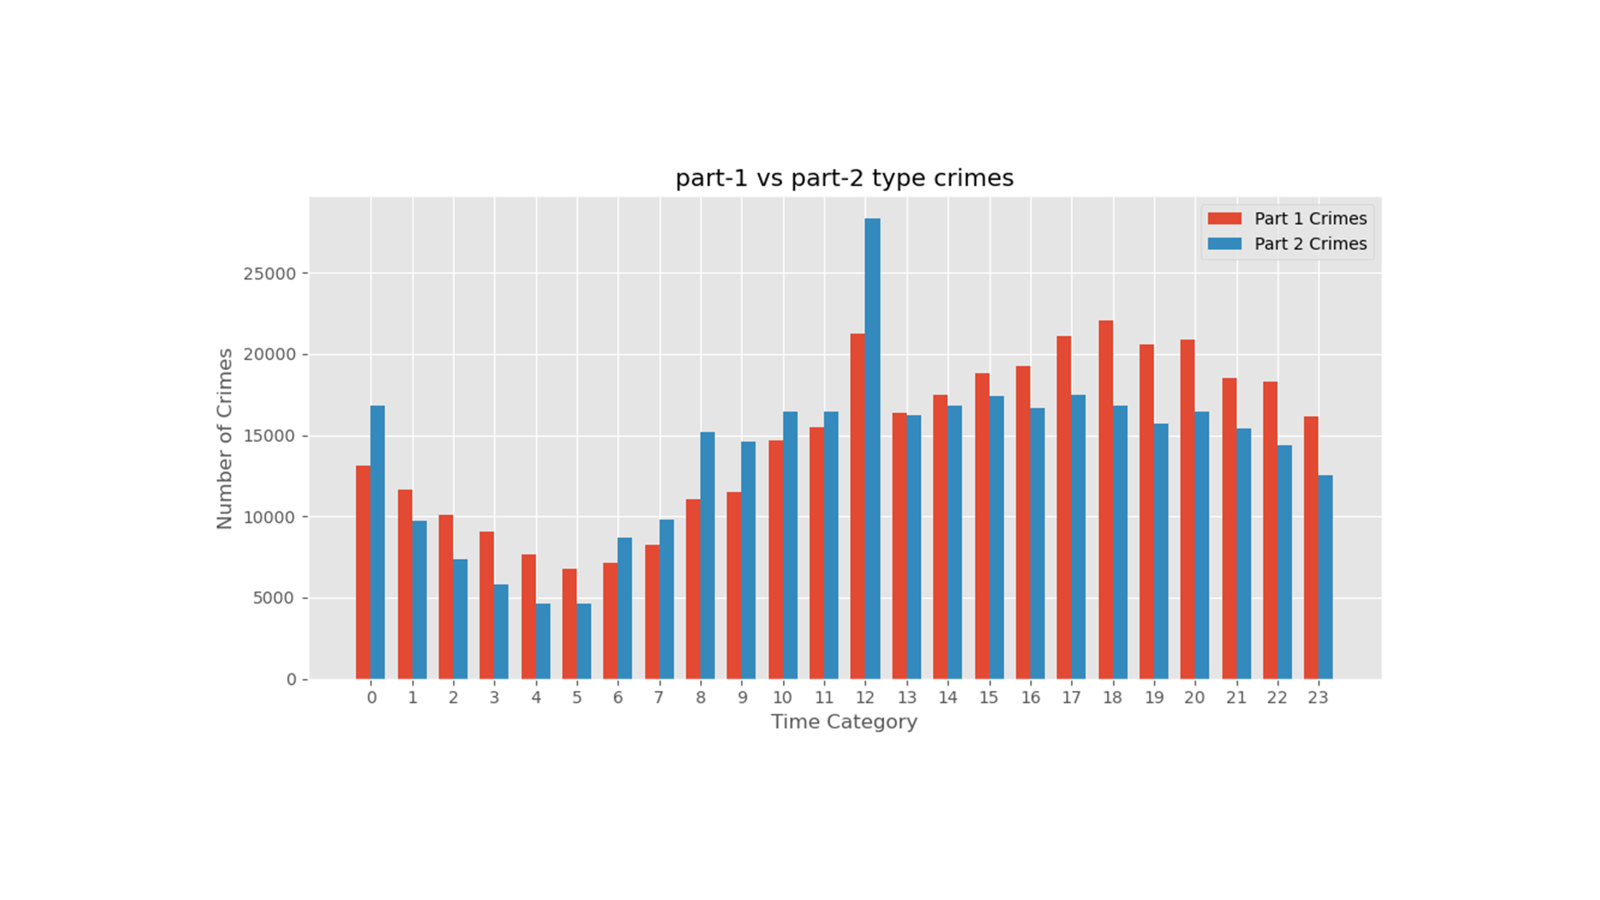 part-1 vs part-2 type crimes
Part 1 Crimes
Part 2 Crimes
Number of Crimes
25000
20000
15000
10000
5000
0
0 1 2 3 4 5 6 7 8 9 10 11 12 13 14 15 16 17 18 19 20 21 22 23
Time Category